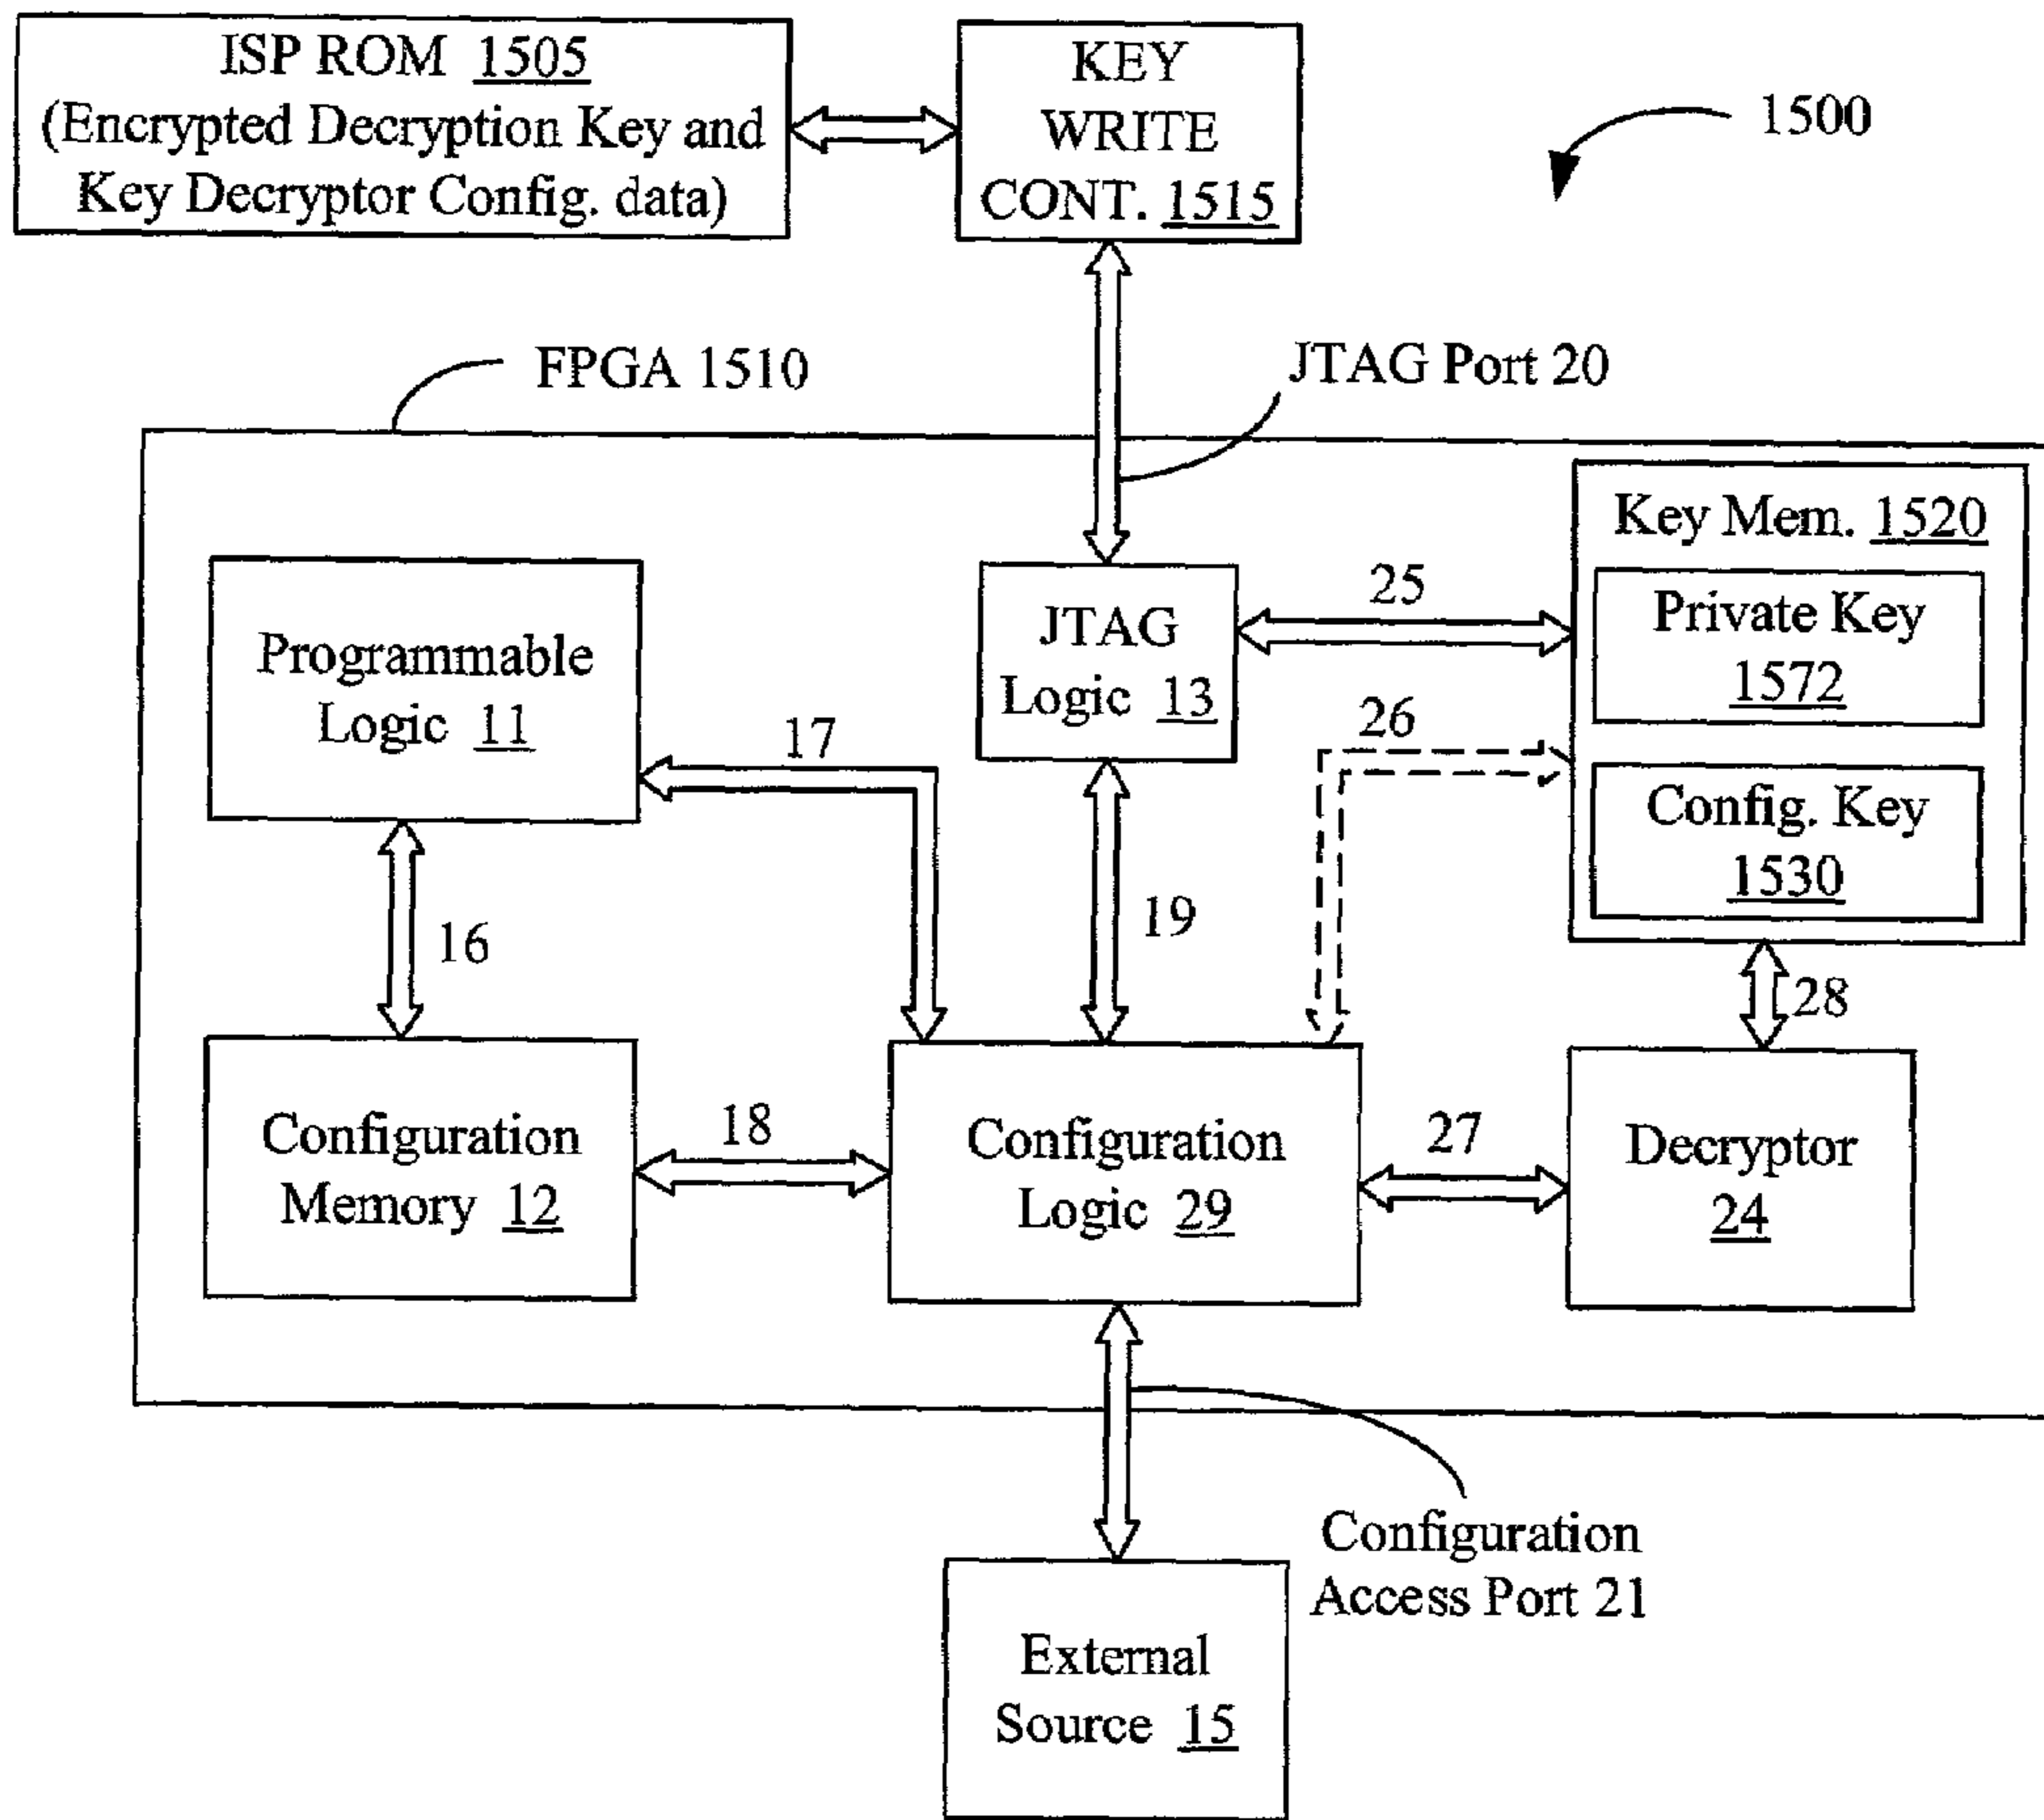 ISP ROM 1505
(Encrypted Decryption Key and
Key Decryptor Config. data)
KEY
WRITE
CONT. 1515
1500
FPGA 1510
JTAG Port 20
Programmable
Logic 11
JTAG
Logic 13
25
Key Mem. 1520
Private Key
1572
Config. Key
1530
26
17
16
19
28
Configuration
Memory 12
18
Configuration
Logic 29
27
Decryptor
24
Configuration
Access Port 21
External
Source 15